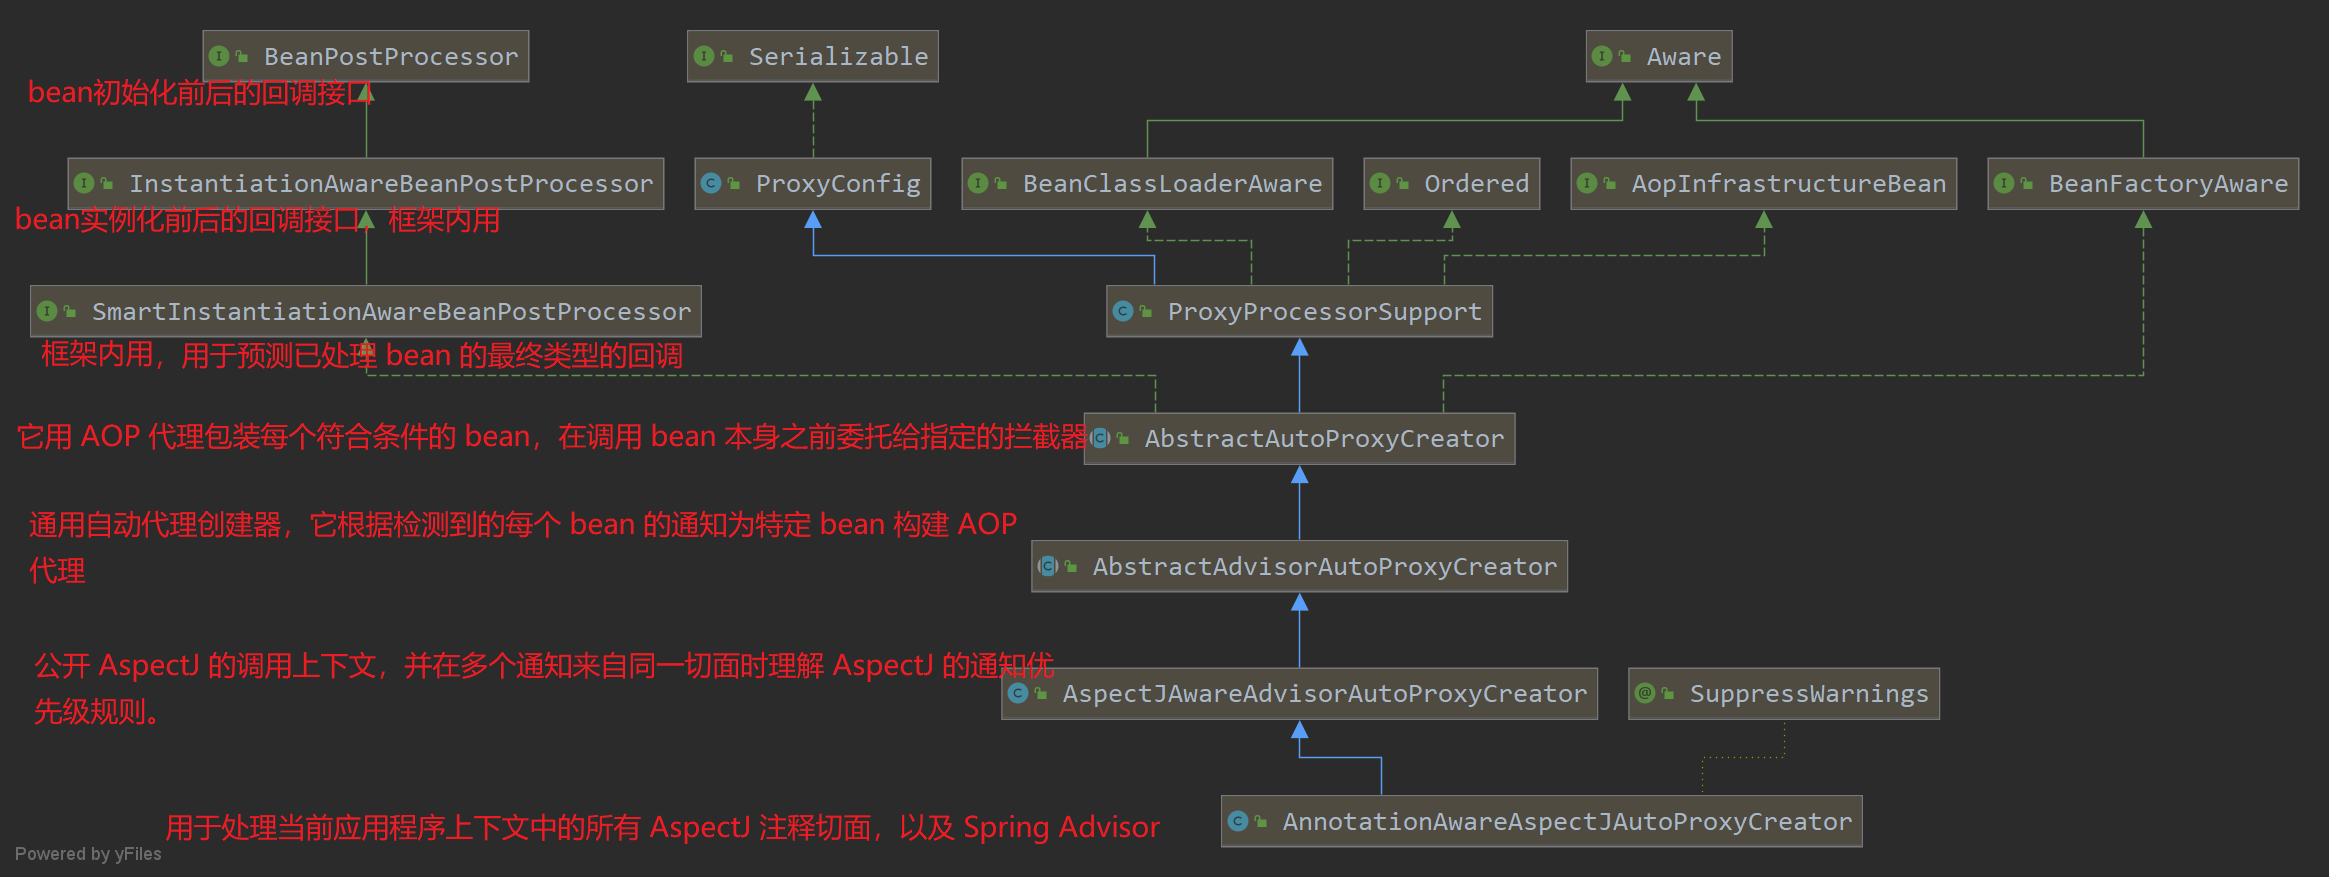 BeanPostProcessor
Serializable
Aware
bean初始化前后的回调接口
InstantiationAwareBeanPostProcessor
ProxyConfig
BeanClassLoaderAware
Ordered
AopInfrastructureBean
BeanFactoryAware
bean实例化前后的回调接口，框架内用
SmartInstantiationAwareBeanPostProcessor
ProxyProcessorSupport
框架内用，用于预测已处理 bean 的最终类型的回调
它用 AOP 代理包装每个符合条件的 bean，在调用 bean 本身之前委托给指定的拦截器
AbstractAutoProxyCreator
通用自动代理创建器，它根据检测到的每个 bean 的通知为特定 bean 构建 AOP
代理
AbstractAdvisorAutoProxyCreator
公开 AspectJ 的调用上下文，并在多个通知来自同一切面时理解 AspectJ 的通知优
先级规则。
AspectJAwareAdvisorAutoProxyCreator
SuppressWarnings
用于处理当前应用程序上下文中的所有 AspectJ 注释切面，以及 Spring Advisor
AnnotationAwareAspectJAutoProxyCreator
Powered by yFiles